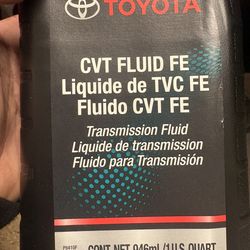 TOYOTA
CVT FLUID FE
Liquide de TVC FE
Fluido CVT FE
Transmission Fluid
Liquide de transmission
Fluido para Transmisión
CONT. NET. 946mL/1 U.S. QUART